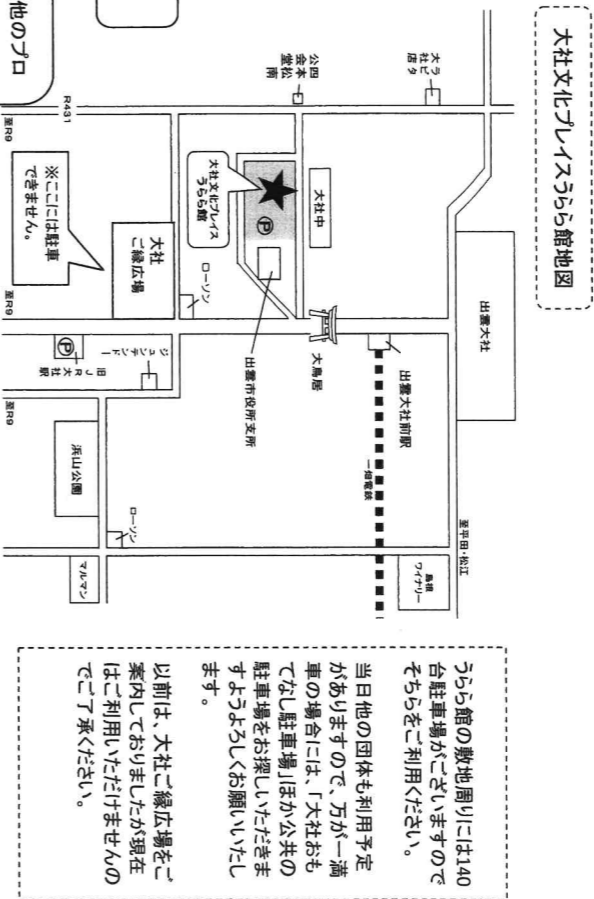 大社文化プレイスうらら館地図
出雲大社
至平田・松江
島根
ワイナリー
大社
ラピタ
店
四本松南
公会堂
大社中
出雲大社前駅
一畑電鉄
大鳥居
大社文化プレイス
うらら館
Ⓟ
出雲市役所支所
ローソン
R431
大社
ご縁広場
※ここには駐車
できません。
ジュンテンドー
旧JR大社駅
Ⓟ
浜山公園
ローソン
マルマン
至R9
至R9
至R9
他のプロ
うらら館の敷地周りには140
台駐車場がございますので
そちらをご利用ください。
当日他の団体も利用予定
がありますので、万が一満
車の場合には、「大社おも
てなし駐車場」ほか公共の
駐車場をお探しいただきま
すようよろしくお願いいたし
ます。
以前は、大社ご縁広場をご
案内しておりましたが現在
はご利用いただけませんの
でご了承ください。